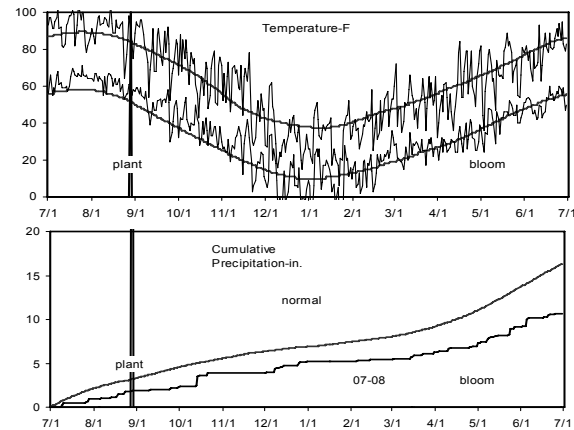 Temperature-F
100
80
60
40
20
0
plant
bloom
7/1 8/1 9/1 10/1 11/1 12/1 1/1 2/1 3/1 4/1 5/1 6/1 7/1
Cumulative
Precipitation-in.
20
15
10
5
0
normal
plant
07-08
bloom
7/1 8/1 9/1 10/1 11/1 12/1 1/1 2/1 3/1 4/1 5/1 6/1 7/1